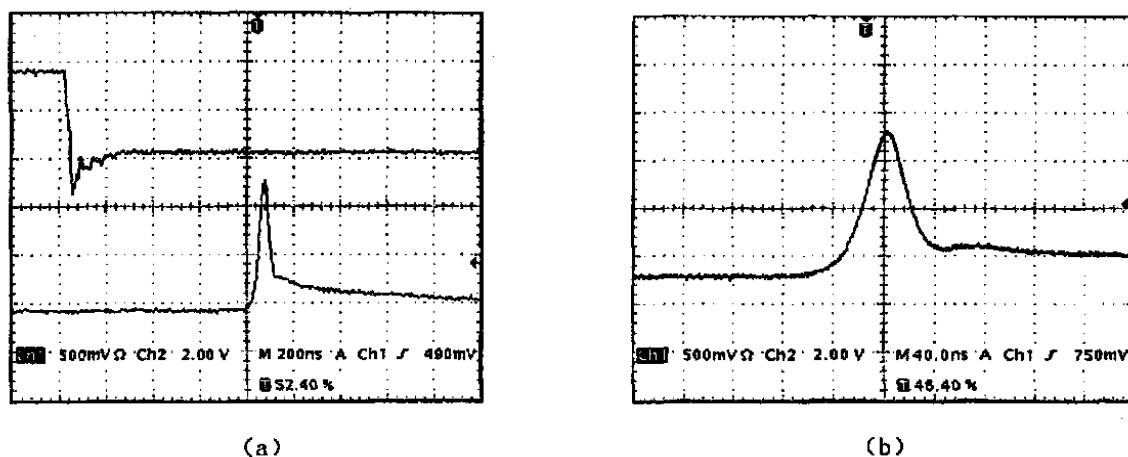 Ch1 500mVΩ Ch2 2.00 V M 200ns A Ch1 ∫ 490mV
T 52.40 %
Ch1 500mVΩ Ch2 2.00 V M 40.0ns A Ch1 ∫ 750mV
T 46.40 %
(a)
(b)